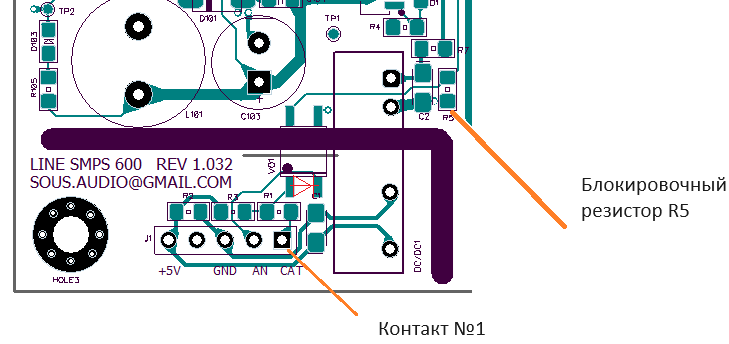 TP2
D101
TP1
D1
R4
D103
R7
R105
L101
C103
C2
R5
LINE SMPS 600 REV 1.032
SOUS.AUDIO@GMAIL.COM
VO1
Блокировочный
резистор R5
R2
R3
R1
C1
J1
+5V
GND
AN
CAT
DC/DC1
HOLE3
Контакт №1